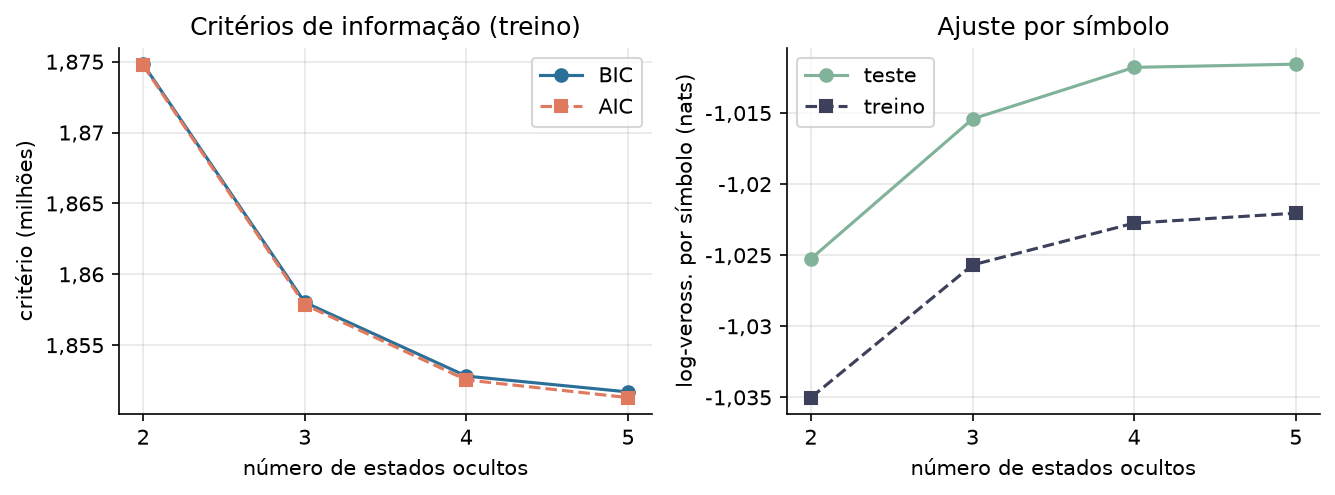 Critérios de informação (treino)
critério (milhões)
1,875
1,87
1,865
1,86
1,855
BIC
AIC
2 3 4 5
número de estados ocultos
Ajuste por símbolo
log-veross. por símbolo (nats)
-1,015
-1,02
-1,025
-1,03
-1,035
teste
treino
2 3 4 5
número de estados ocultos